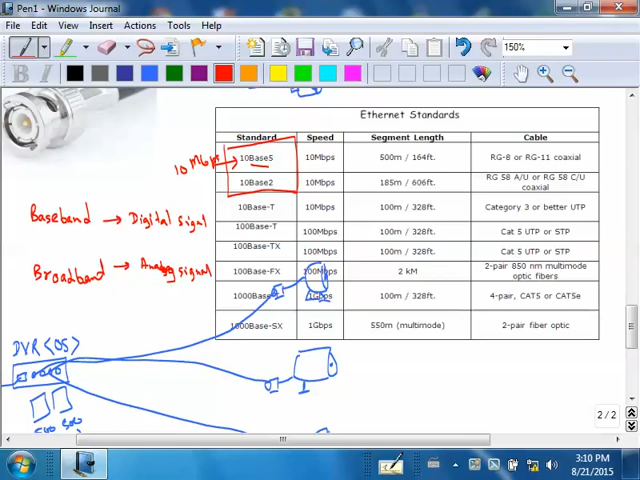 Pen1 - Windows Journal
File Edit View Insert Actions Tools Help
150%
B
Ethernet Standards
Standard Speed Segment Length Cable
10Base5 10Mbps 500m / 164ft. RG-8 or RG-11 coaxial
10Base2 10Mbps 185m / 606ft. RG 58 A/U or RG 58 C/U coaxial
10Base-T 10Mbps 100m / 328ft. Category 3 or better UTP
100Base-T 100Mbps 100m / 328ft. Cat 5 UTP or STP
100Base-TX 100Mbps 100m / 328ft. Cat 5 UTP or STP
100Base-FX 100Mbps 2 kM 2-pair 850 nm multimode optic fibers
1000Base 1Gbps 100m / 328ft. 4-pair, CAT5 or CAT5e
1000Base-SX 1Gbps 550m (multimode) 2-pair fiber optic
10 Mbps
Baseband → Digital signal
Broadband → Analog signal
DVR <OS>
500 500
2 / 2
3:10 PM
8/21/2015